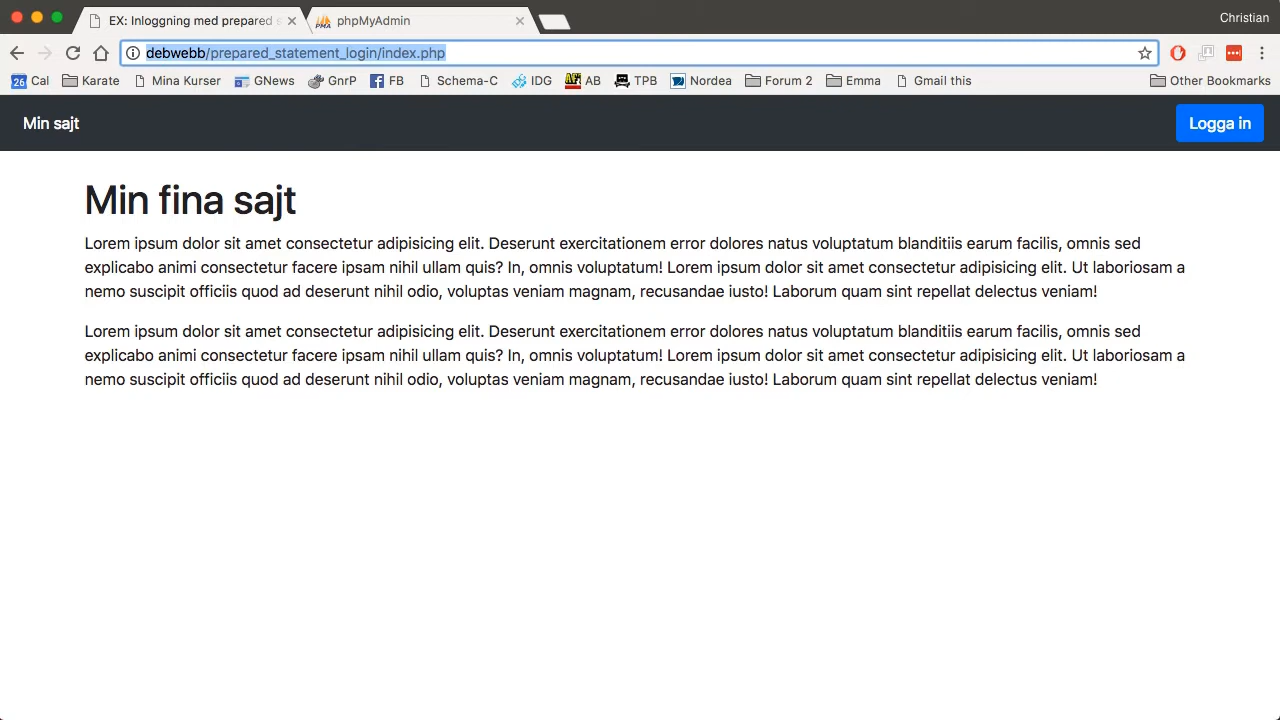 EX: Inloggning med prepared s
phpMyAdmin
Christian
debwebb/prepared_statement_login/index.php
26 Cal Karate Mina Kurser GNews GnrP FB Schema-C IDG AB TPB Nordea Forum 2 Emma Gmail this Other Bookmarks
Min sajt
Logga in
Min fina sajt
Lorem ipsum dolor sit amet consectetur adipisicing elit. Deserunt exercitationem error dolores natus voluptatum blanditiis earum facilis, omnis sed
explicabo animi consectetur facere ipsam nihil ullam quis? In, omnis voluptatum! Lorem ipsum dolor sit amet consectetur adipisicing elit. Ut laboriosam a
nemo suscipit officiis quod ad deserunt nihil odio, voluptas veniam magnam, recusandae iusto! Laborum quam sint repellat delectus veniam!
Lorem ipsum dolor sit amet consectetur adipisicing elit. Deserunt exercitationem error dolores natus voluptatum blanditiis earum facilis, omnis sed
explicabo animi consectetur facere ipsam nihil ullam quis? In, omnis voluptatum! Lorem ipsum dolor sit amet consectetur adipisicing elit. Ut laboriosam a
nemo suscipit officiis quod ad deserunt nihil odio, voluptas veniam magnam, recusandae iusto! Laborum quam sint repellat delectus veniam!